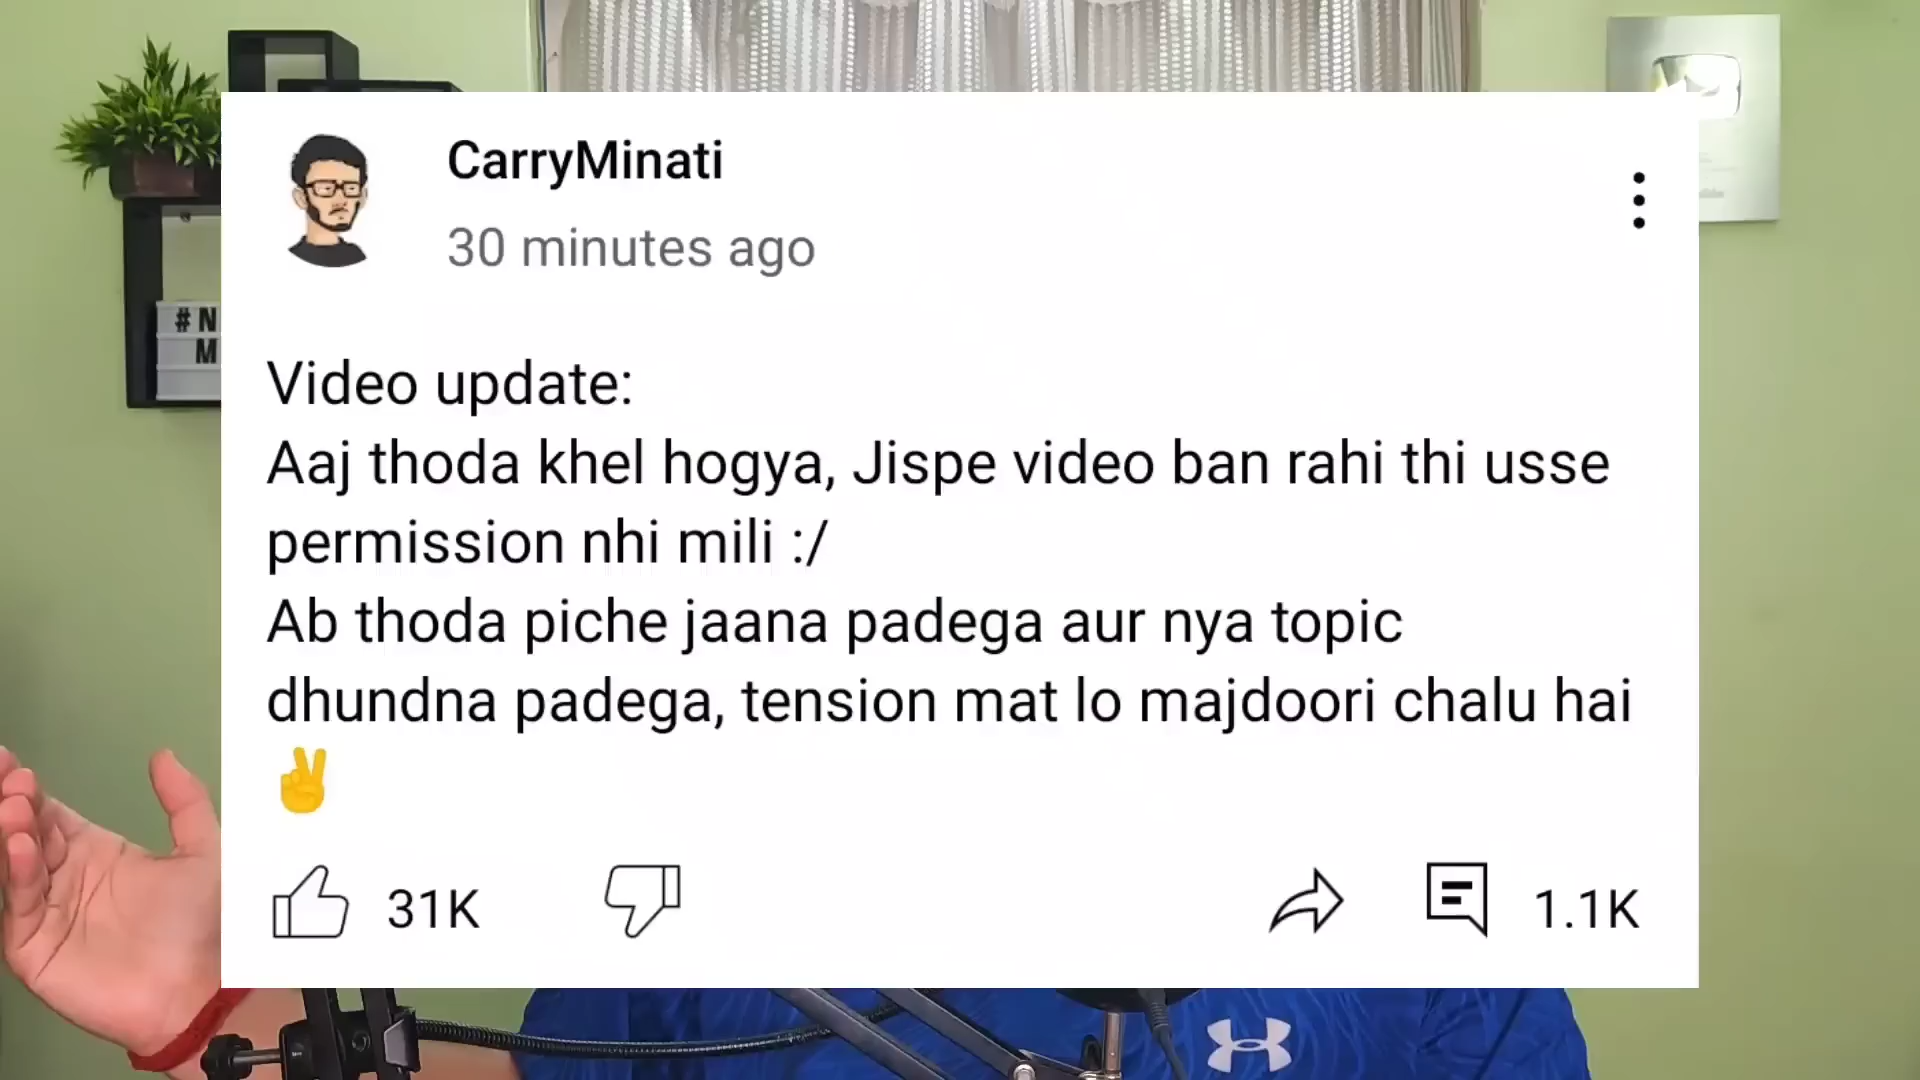 CarryMinati
30 minutes ago
Video update:
Aaj thoda khel hogya, Jispe video ban rahi thi usse
permission nhi mili :/
Ab thoda piche jaana padega aur nya topic
dhundna padega, tension mat lo majdoori chalu hai
✌
31K
1.1K
#N
M